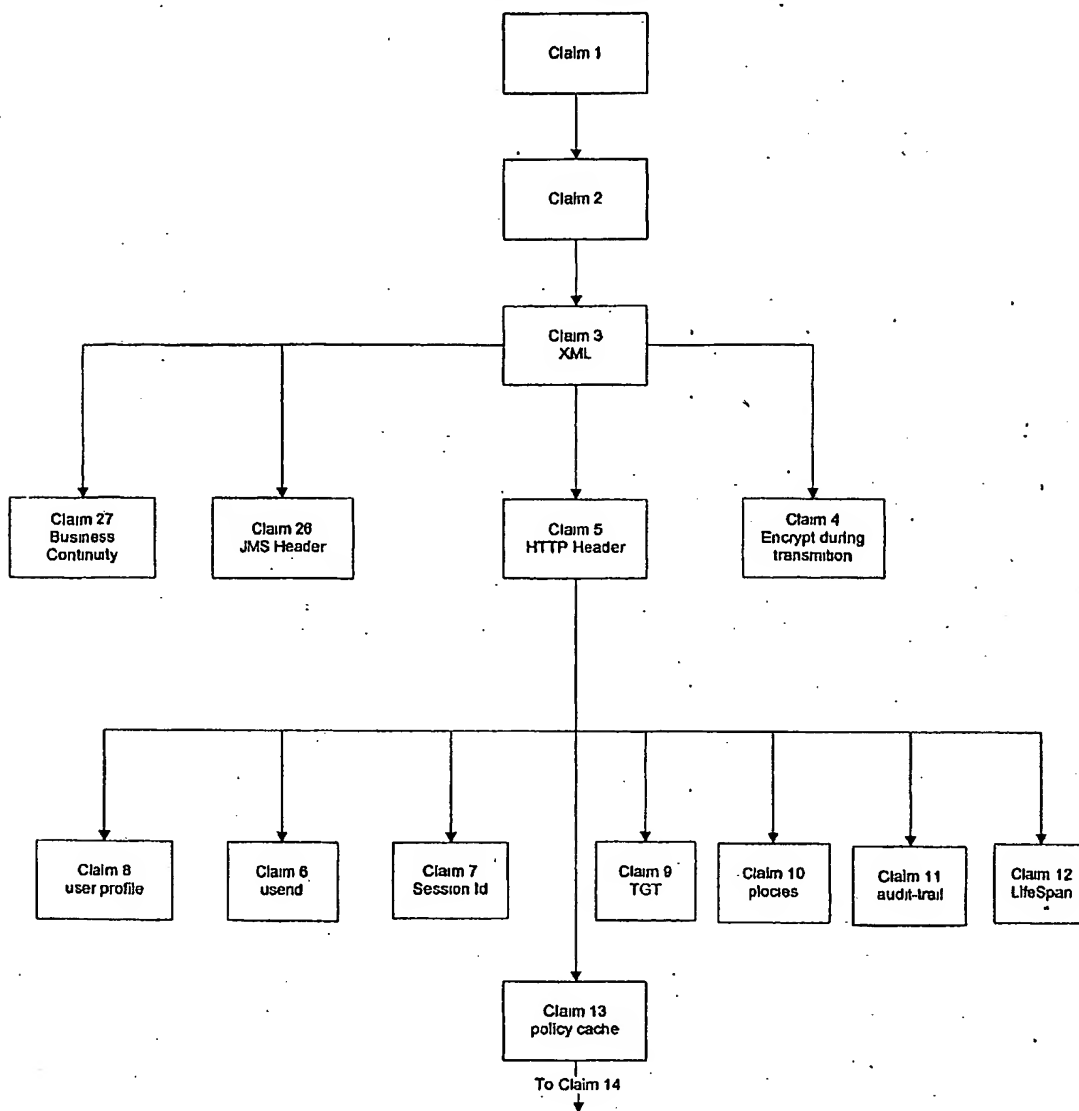 Claim 1
Claim 2
Claim 3
XML
Claim 27
Business
Continuity
Claim 26
JMS Header
Claim 5
HTTP Header
Claim 4
Encrypt during
transmition
Claim 8
user profile
Claim 6
userid
Claim 7
Session Id
Claim 9
TGT
Claim 10
plocies
Claim 11
audit-trail
Claim 12
LifeSpan
Claim 13
policy cache
To Claim 14